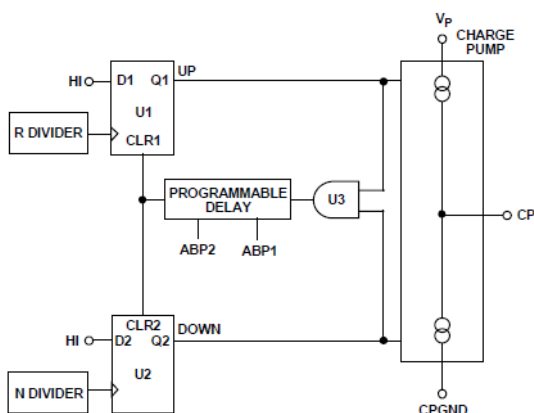 VP
CHARGE
PUMP
HI
D1
Q1
UP
U1
R DIVIDER
CLR1
PROGRAMMABLE
DELAY
U3
CP
ABP2
ABP1
CLR2
DOWN
HI
D2
Q2
U2
N DIVIDER
CPGND